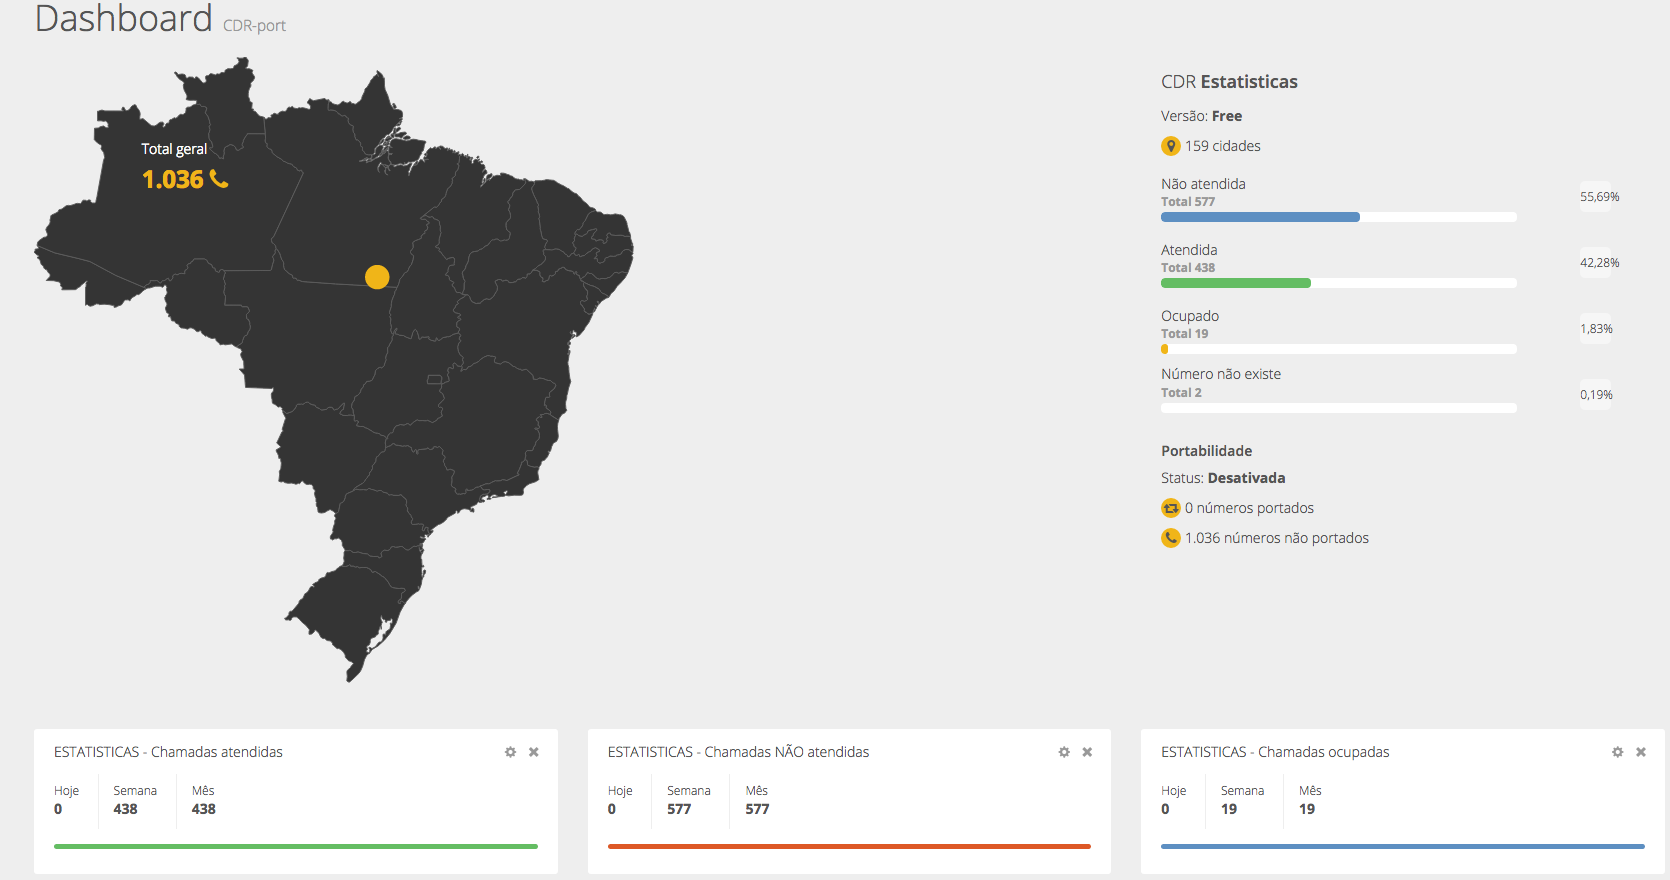 Dashboard CDR-port
Total geral
1.036
CDR Estatisticas
Versão: Free
159 cidades
Não atendida
Total 577
55,69%
Atendida
Total 438
42,28%
Ocupado
Total 19
1,83%
Número não existe
Total 2
0,19%
Portabilidade
Status: Desativada
0 números portados
1.036 números não portados
ESTATISTICAS - Chamadas atendidas
Hoje Semana Mês
0 438 438
ESTATISTICAS - Chamadas NÃO atendidas
Hoje Semana Mês
0 577 577
ESTATISTICAS - Chamadas ocupadas
Hoje Semana Mês
0 19 19